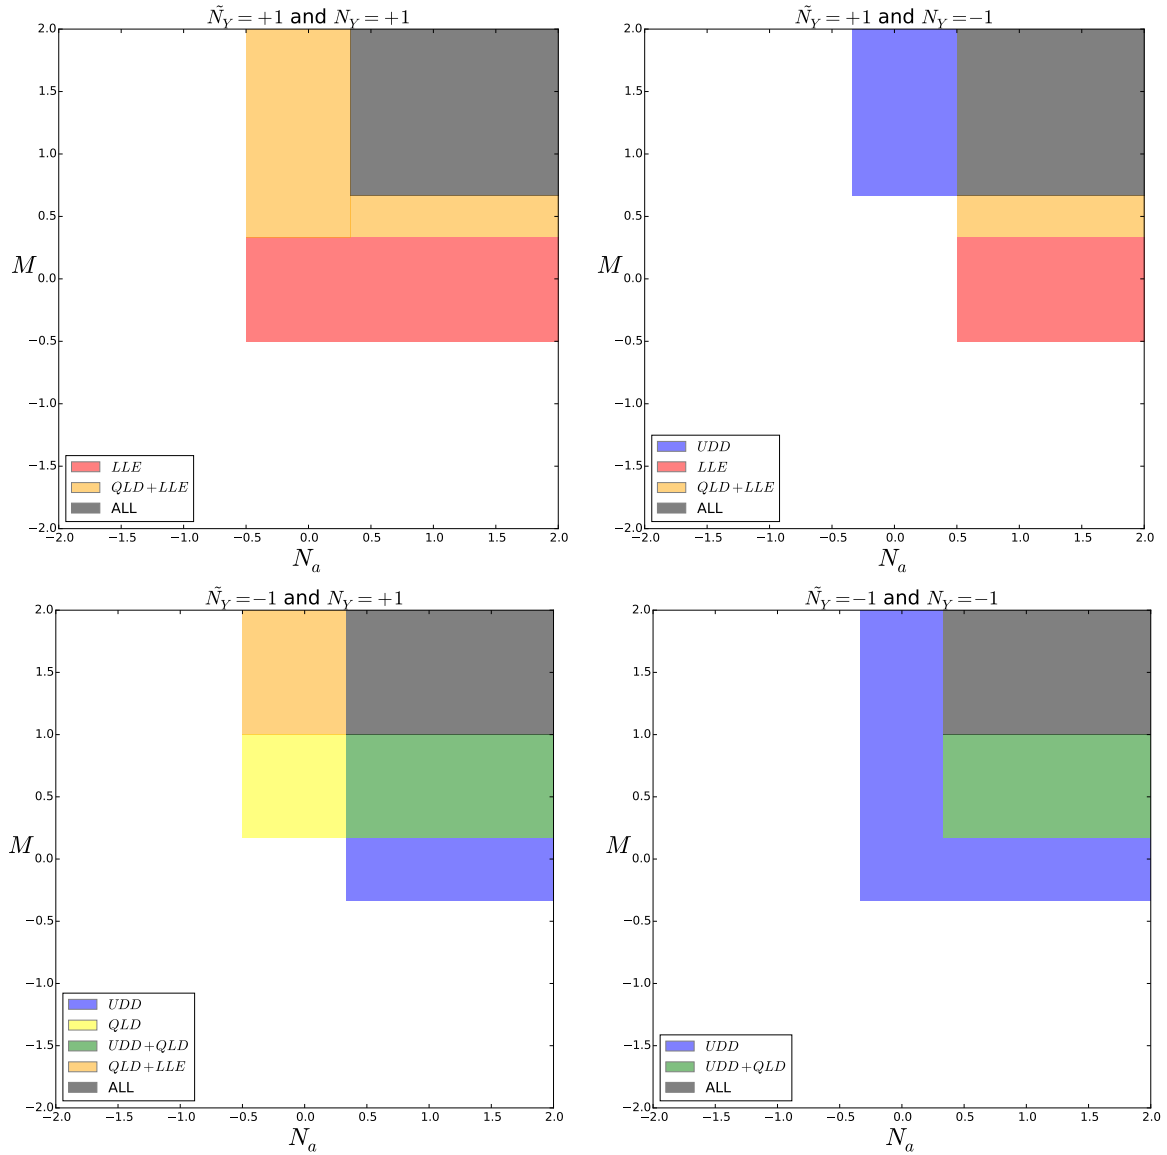 Ñ_Y = +1 and N_Y = +1
Ñ_Y = +1 and N_Y = −1
2.0
1.5
1.0
0.5
M
0.0
−0.5
−1.0
−1.5
−2.0
LLE
QLD+LLE
ALL
−2.0 −1.5 −1.0 −0.5 0.0 0.5 1.0 1.5 2.0
N_a
2.0
1.5
1.0
0.5
M
0.0
−0.5
−1.0
−1.5
−2.0
UDD
LLE
QLD+LLE
ALL
−2.0 −1.5 −1.0 −0.5 0.0 0.5 1.0 1.5 2.0
N_a
Ñ_Y = −1 and N_Y = +1
Ñ_Y = −1 and N_Y = −1
2.0
1.5
1.0
0.5
M
0.0
−0.5
−1.0
−1.5
−2.0
UDD
QLD
UDD+QLD
QLD+LLE
ALL
−2.0 −1.5 −1.0 −0.5 0.0 0.5 1.0 1.5 2.0
N_a
2.0
1.5
1.0
0.5
M
0.0
−0.5
−1.0
−1.5
−2.0
UDD
UDD+QLD
ALL
−2.0 −1.5 −1.0 −0.5 0.0 0.5 1.0 1.5 2.0
N_a